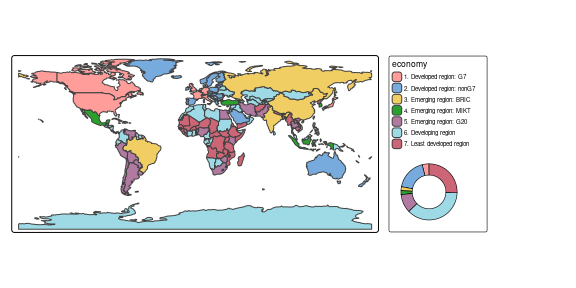 economy
1. Developed region: G7
2. Developed region: nonG7
3. Emerging region: BRIC
4. Emerging region: MIKT
5. Emerging region: G20
6. Developing region
7. Least developed region